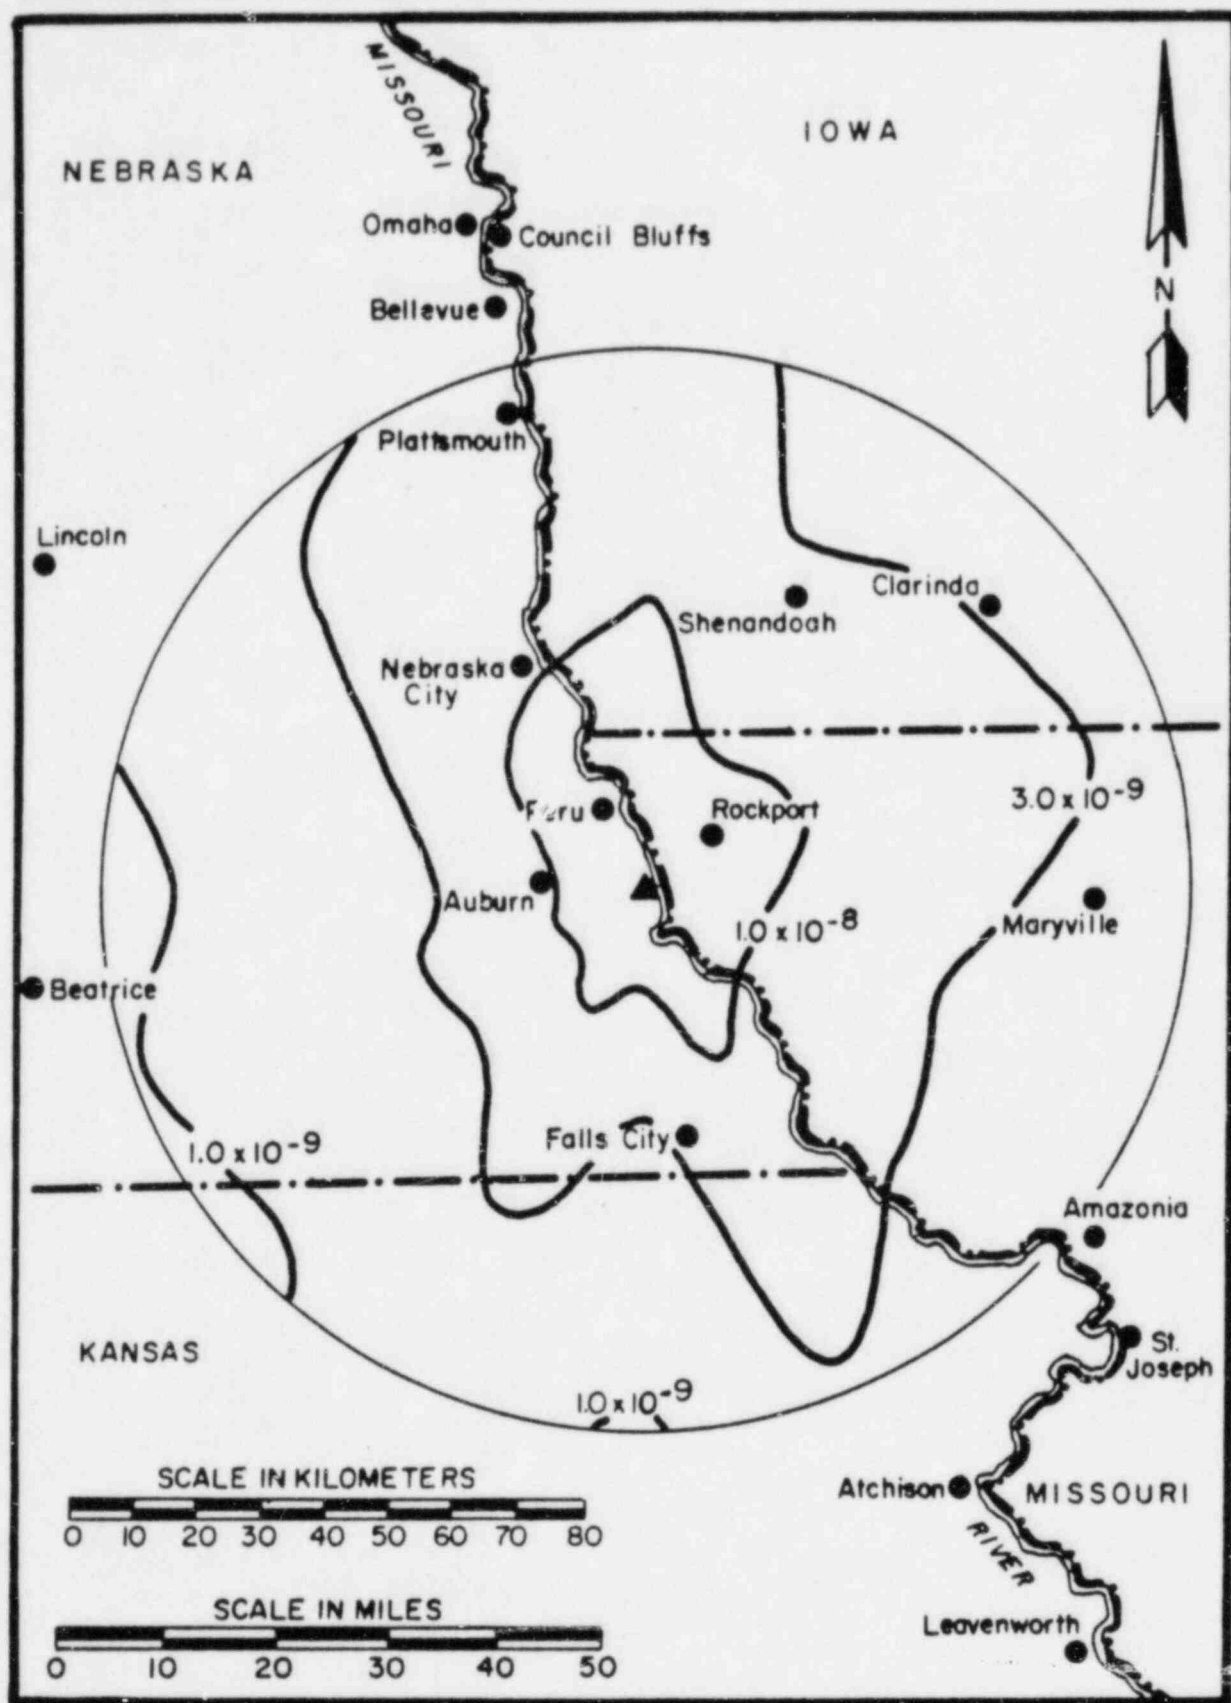 MISSOURI
IOWA
NEBRASKA
Omaha
Council Bluffs
N
Bellevue
Plattsmouth
Lincoln
Clarinda
Shenandoah
Nebraska
City
3.0 x 10-9
Peru
Rockport
Auburn
1.0 x 10-8
Maryville
Beatrice
Falls City
1.0 x 10-9
Amazonia
KANSAS
St.
Joseph
1.0 x 10-9
SCALE IN KILOMETERS
0 10 20 30 40 50 60 70 80
Atchison
MISSOURI
RIVER
SCALE IN MILES
0 10 20 30 40 50
Leavenworth